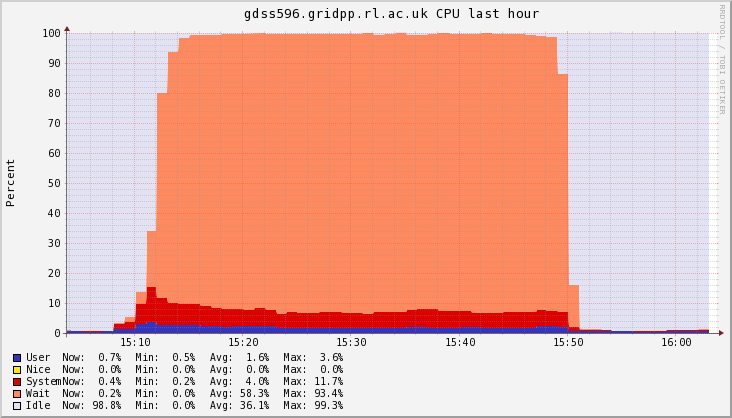 gdss596.gridpp.rl.ac.uk CPU last hour
RRDTOOL / TOBI OETIKER
Percent
100
90
80
70
60
50
40
30
20
10
0
15:10 15:20 15:30 15:40 15:50 16:00
User Now: 0.7% Min: 0.5% Avg: 1.6% Max: 3.6%
Nice Now: 0.0% Min: 0.0% Avg: 0.0% Max: 0.0%
System Now: 0.4% Min: 0.2% Avg: 4.0% Max: 11.7%
Wait Now: 0.2% Min: 0.0% Avg: 58.3% Max: 93.4%
Idle Now: 98.8% Min: 0.0% Avg: 36.1% Max: 99.3%